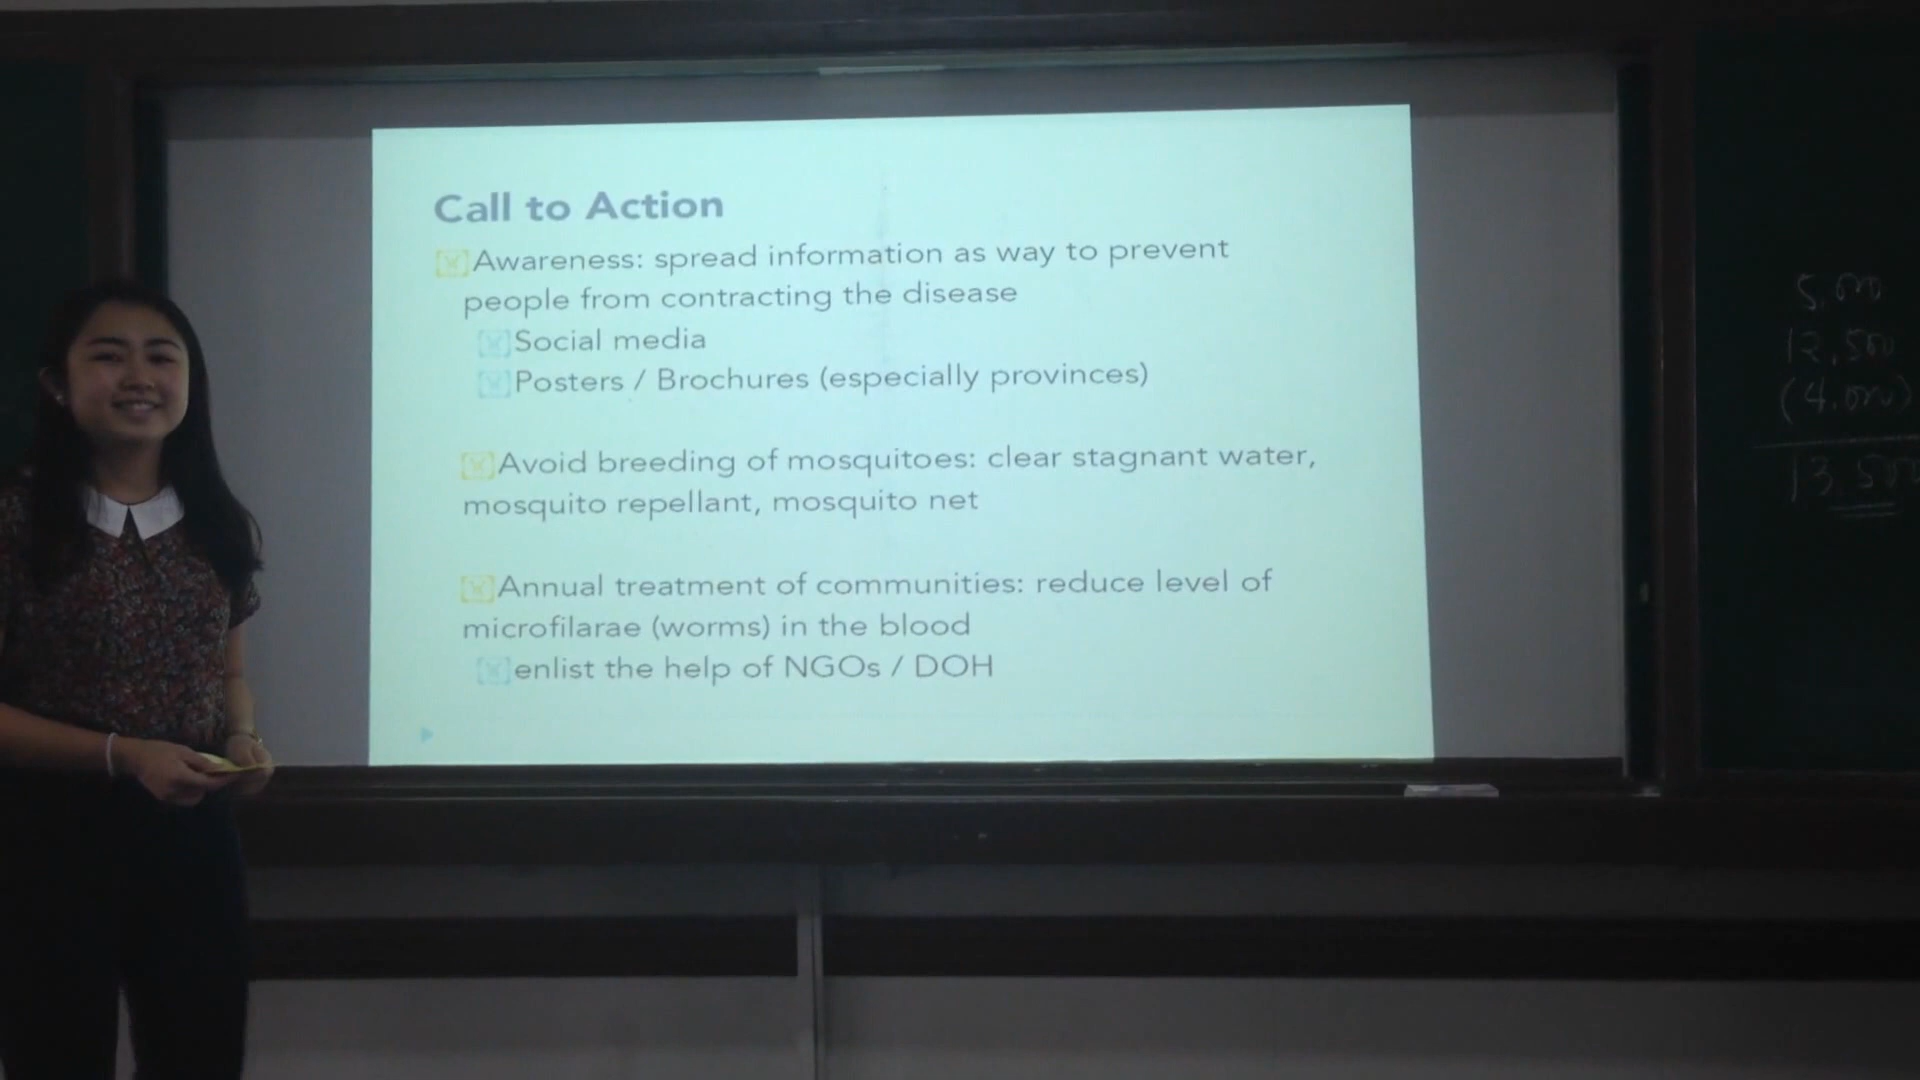 Call to Action
Awareness: spread information as way to prevent
people from contracting the disease
Social media
Posters / Brochures (especially provinces)
Avoid breeding of mosquitoes: clear stagnant water,
mosquito repellant, mosquito net
Annual treatment of communities: reduce level of
microfilarae (worms) in the blood
enlist the help of NGOs / DOH
5,000
12,500
(4,000)
13,500